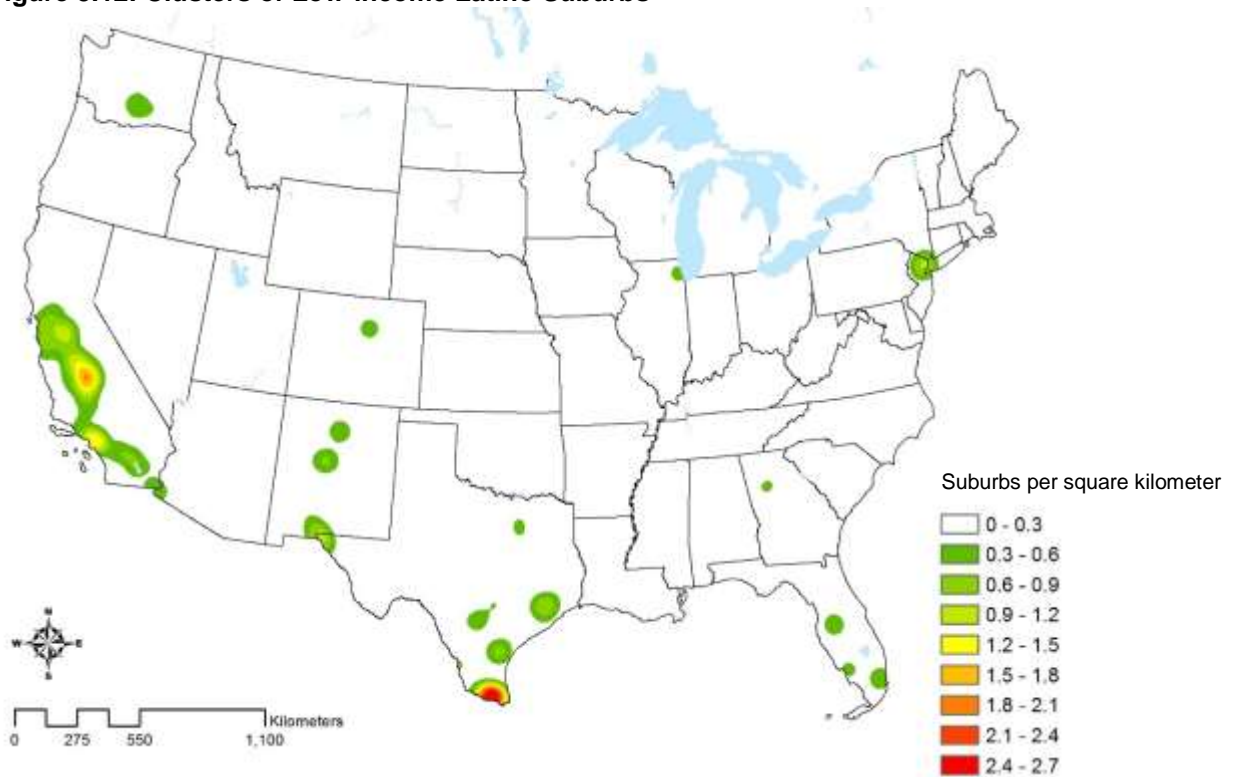 Suburbs per square kilometer
0 - 0.3
0.3 - 0.6
0.6 - 0.9
0.9 - 1.2
1.2 - 1.5
1.5 - 1.8
1.8 - 2.1
2.1 - 2.4
2.4 - 2.7
N
W E
S
Kilometers
0 275 550 1,100